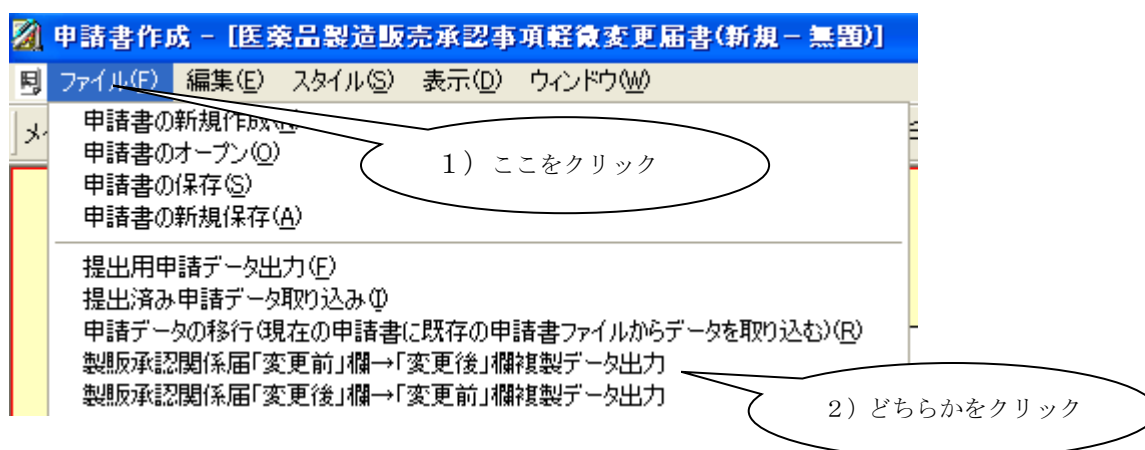 申請書作成 - [医薬品製造販売承認事項軽微変更届書(新規－無題)]
ファイル(F) 編集(E) スタイル(S) 表示(D) ウィンドウ(W)
申請書の新規作成
申請書のオープン(O)
1）ここをクリック
申請書の保存(S)
申請書の新規保存(A)
提出用申請データ出力(F)
提出済み申請データ取り込み(I)
申請データの移行(現在の申請書に既存の申請書ファイルからデータを取り込む)(R)
製販承認関係届「変更前」欄→「変更後」欄複製データ出力
製販承認関係届「変更後」欄→「変更前」欄複製データ出力
2）どちらかをクリック